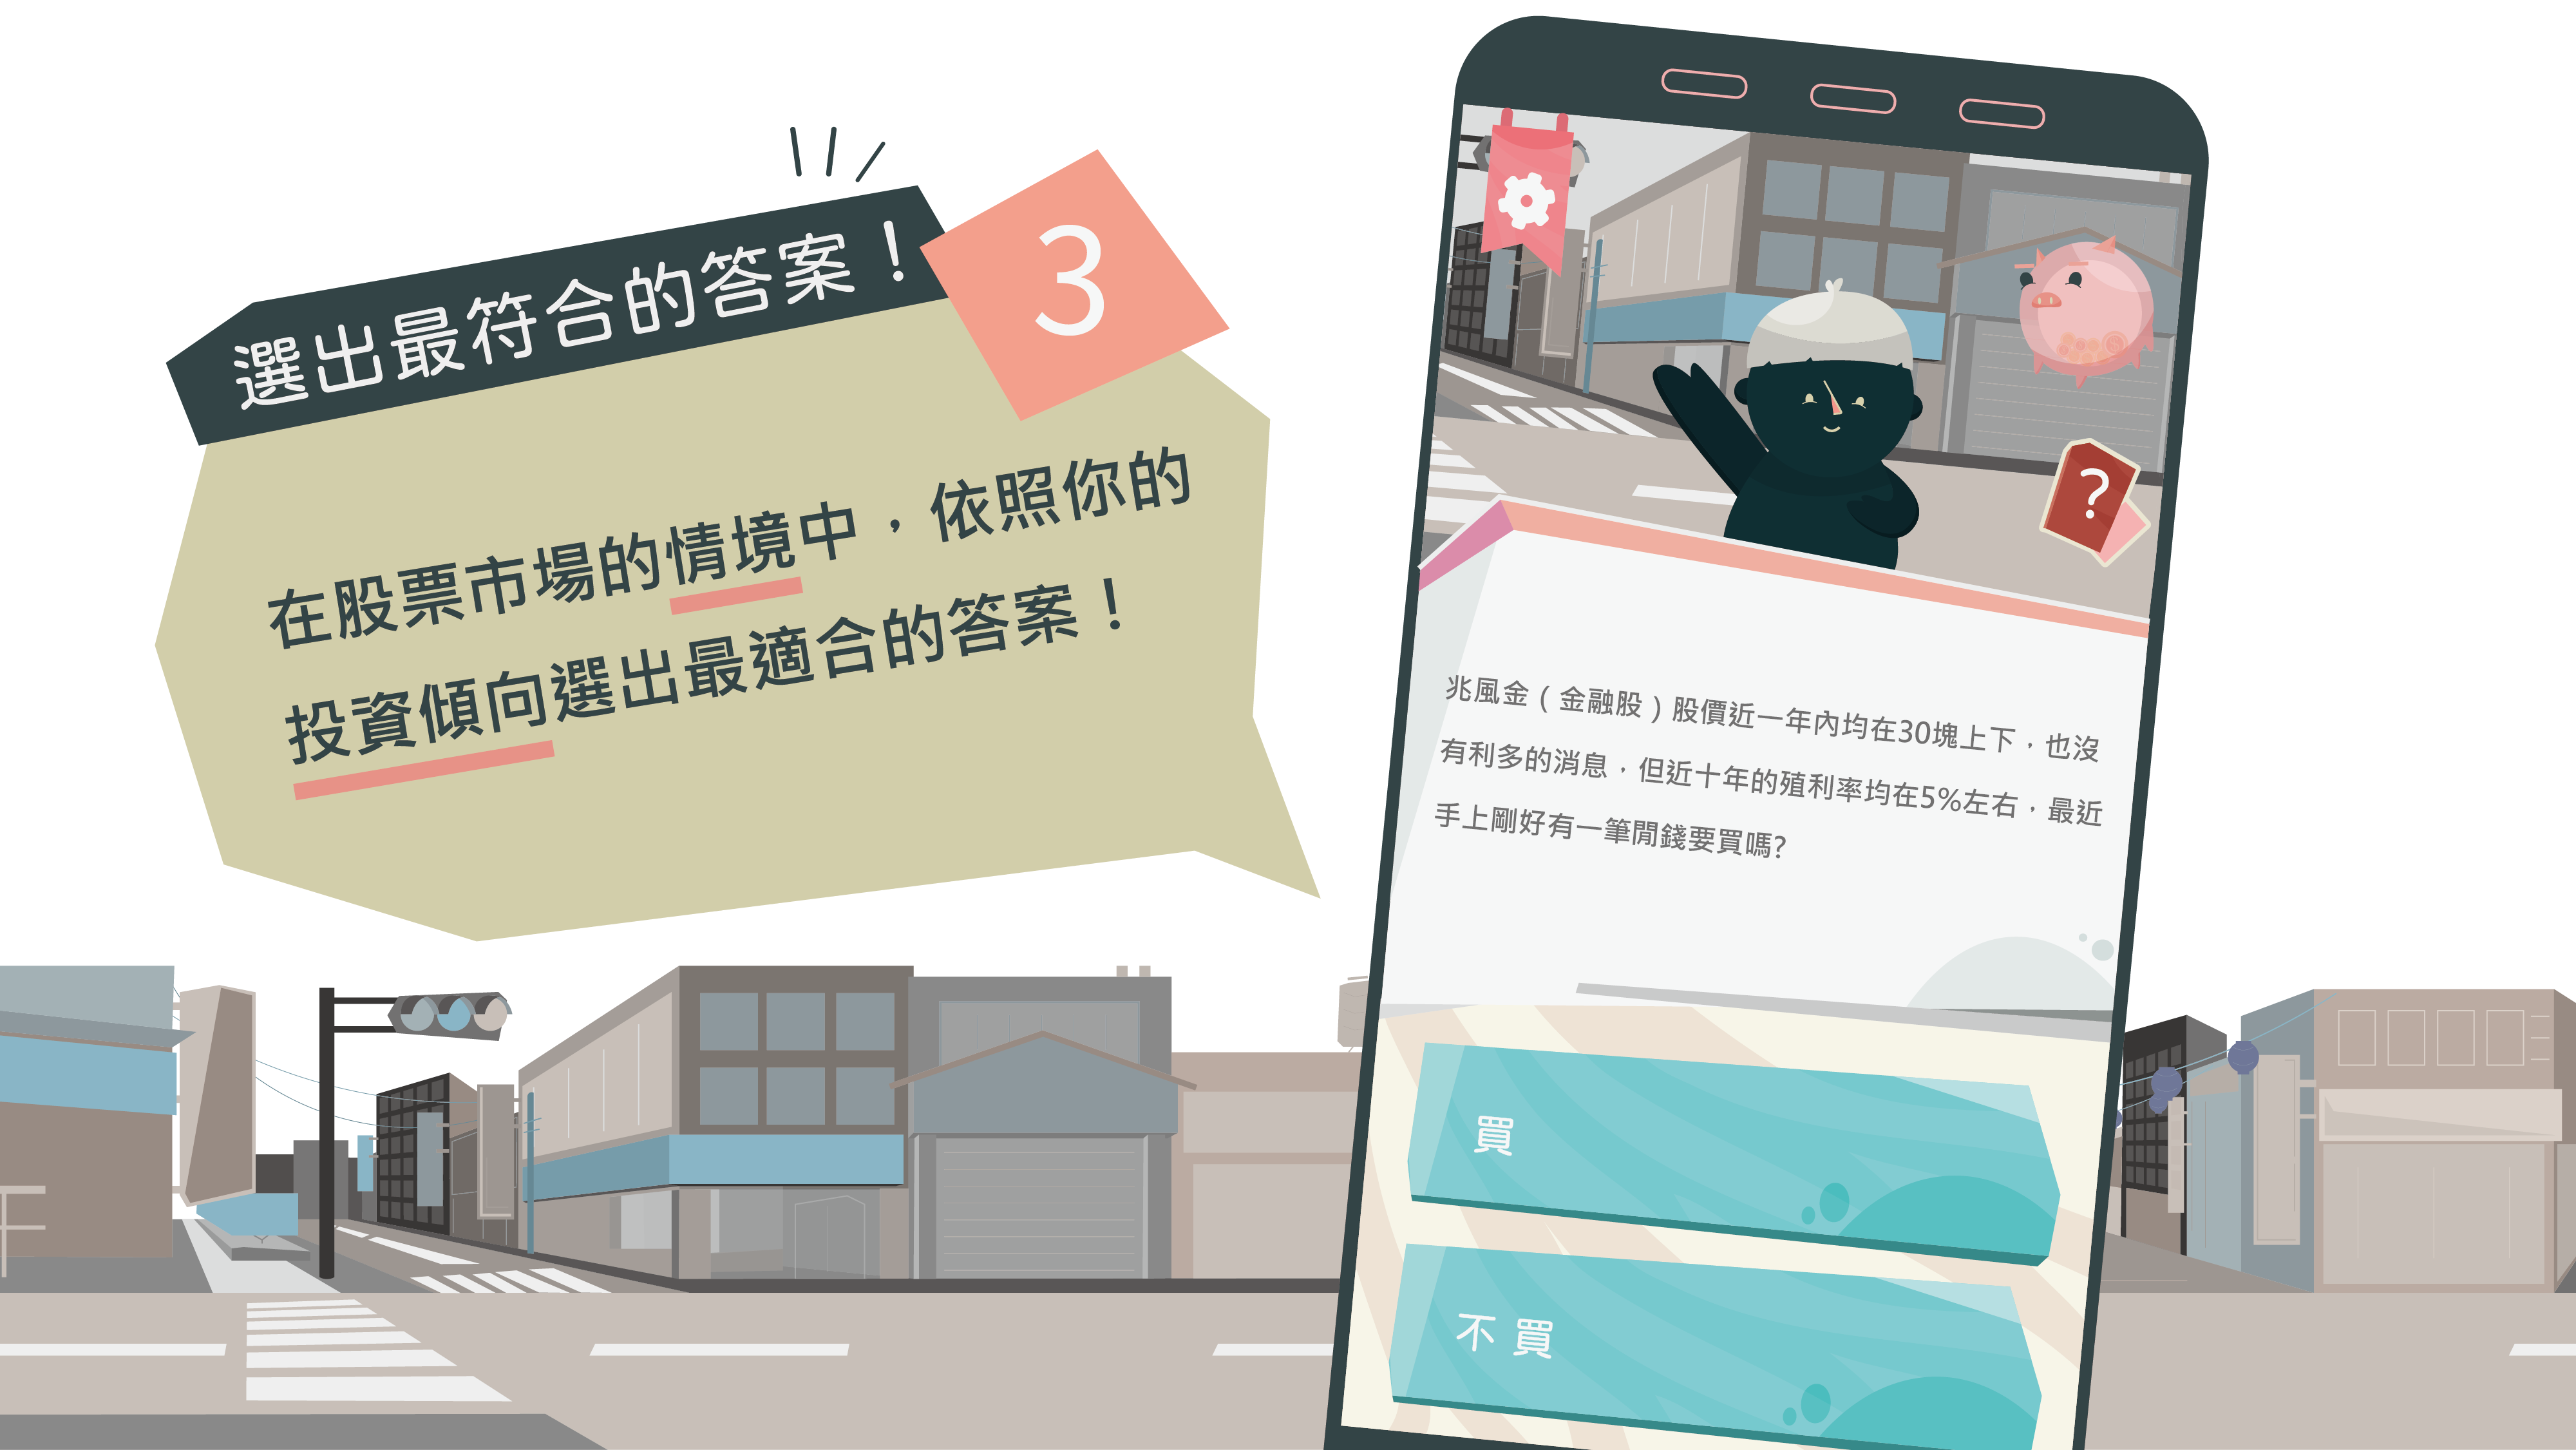 選出最符合的答案！
3
在股票市場的情境中，依照你的
投資傾向選出最適合的答案！
?
兆風金（金融股）股價近一年內均在30塊上下，也沒
有利多的消息，但近十年的殖利率均在5%左右，最近
手上剛好有一筆閒錢要買嗎?
買
不買